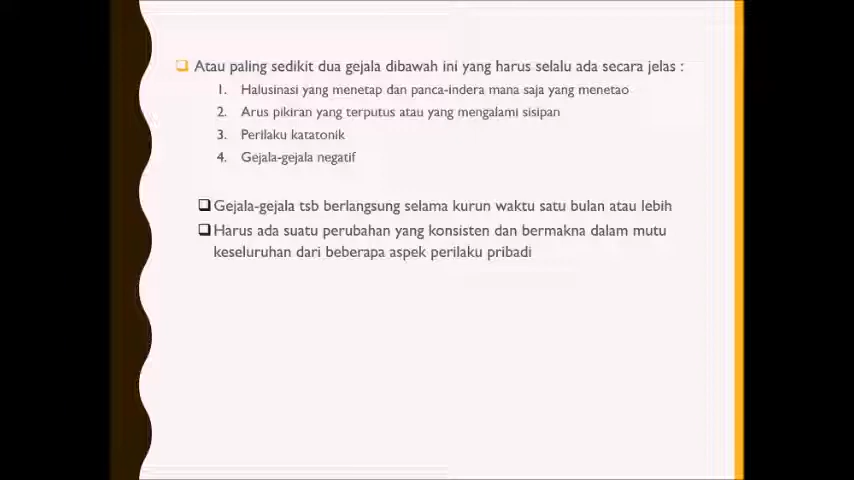 Atau paling sedikit dua gejala dibawah ini yang harus selalu ada secara jelas :
1. Halusinasi yang menetap dan panca-indera mana saja yang menetao
2. Arus pikiran yang terputus atau yang mengalami sisipan
3. Perilaku katatonik
4. Gejala-gejala negatif
Gejala-gejala tsb berlangsung selama kurun waktu satu bulan atau lebih
Harus ada suatu perubahan yang konsisten dan bermakna dalam mutu
keseluruhan dari beberapa aspek perilaku pribadi